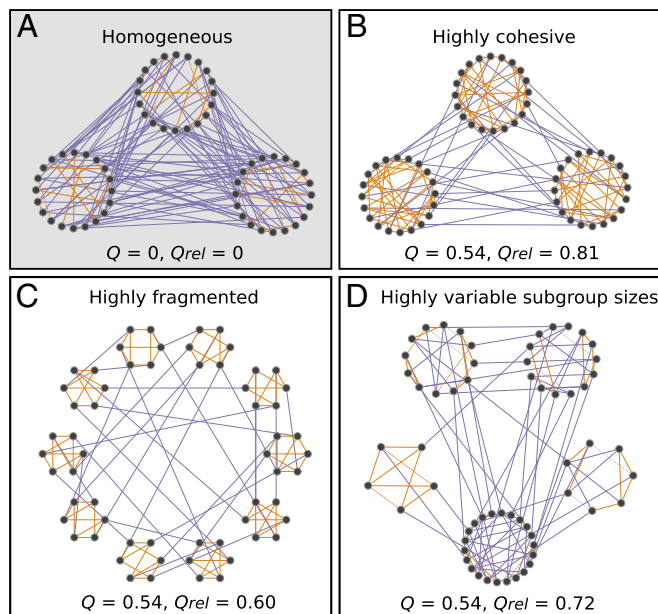 A
Homogeneous
Q = 0, Qrel = 0
B
Highly cohesive
Q = 0.54, Qrel = 0.81
C
Highly fragmented
Q = 0.54, Qrel = 0.60
D
Highly variable subgroup sizes
Q = 0.54, Qrel = 0.72